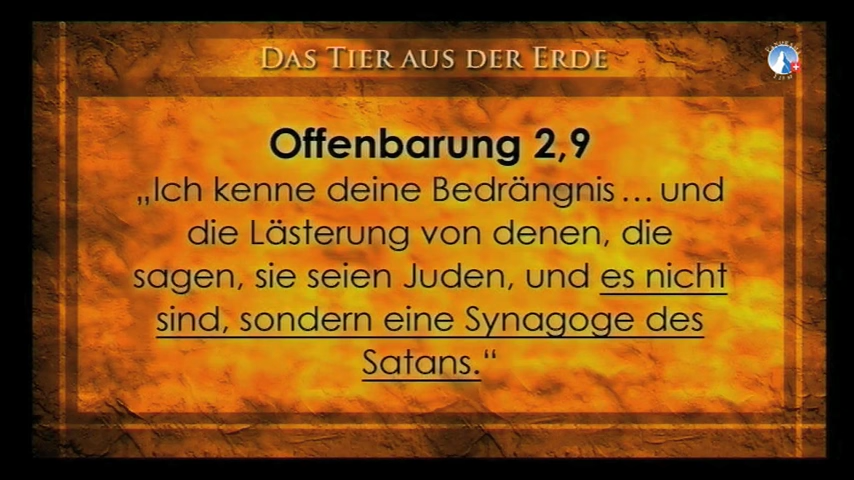 DAS TIER AUS DER ERDE
Offenbarung 2,9
„Ich kenne deine Bedrängnis … und
die Lästerung von denen, die
sagen, sie seien Juden, und es nicht
sind, sondern eine Synagoge des
Satans.“